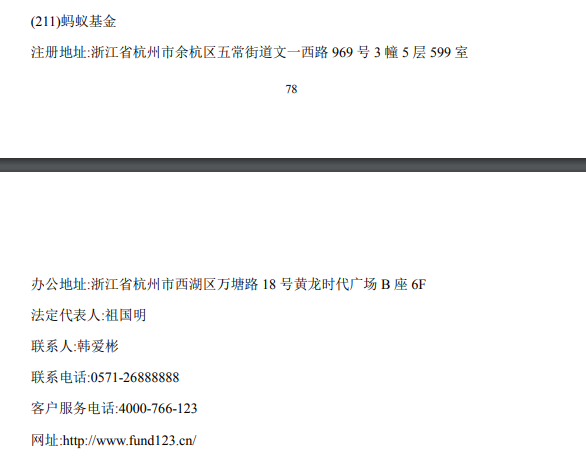 (211)蚂蚁基金
注册地址:浙江省杭州市余杭区五常街道文一西路 969 号 3 幢 5 层 599 室
78
办公地址:浙江省杭州市西湖区万塘路 18 号黄龙时代广场 B 座 6F
法定代表人:祖国明
联系人:韩爱彬
联系电话:0571-26888888
客户服务电话:4000-766-123
网址:http://www.fund123.cn/